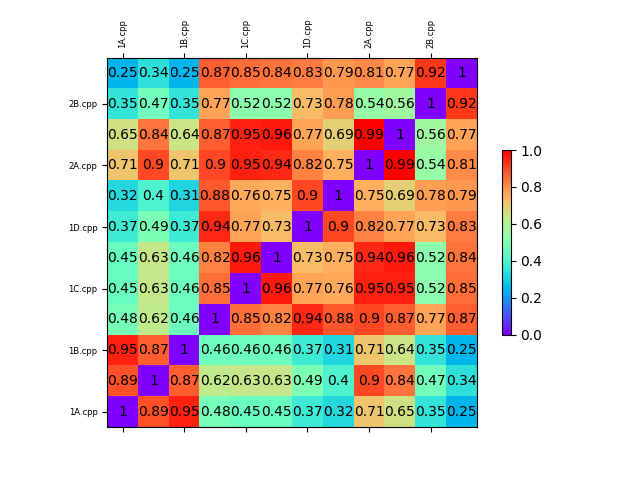 1A.cpp 1B.cpp 1C.cpp 1D.cpp 2A.cpp 2B.cpp
0.25 0.34 0.25 0.87 0.85 0.84 0.83 0.79 0.81 0.77 0.92 1
2B.cpp 0.35 0.47 0.35 0.77 0.52 0.52 0.73 0.78 0.54 0.56 1 0.92
0.65 0.84 0.64 0.87 0.95 0.96 0.77 0.69 0.99 1 0.56 0.77
2A.cpp 0.71 0.9 0.71 0.9 0.95 0.94 0.82 0.75 1 0.99 0.54 0.81
0.32 0.4 0.31 0.88 0.76 0.75 0.9 1 0.75 0.69 0.78 0.79
1D.cpp 0.37 0.49 0.37 0.94 0.77 0.73 1 0.9 0.82 0.77 0.73 0.83
0.45 0.63 0.46 0.82 0.96 1 0.73 0.75 0.94 0.96 0.52 0.84
1C.cpp 0.45 0.63 0.46 0.85 1 0.96 0.77 0.76 0.95 0.95 0.52 0.85
0.48 0.62 0.46 1 0.85 0.82 0.94 0.88 0.9 0.87 0.77 0.87
1B.cpp 0.95 0.87 1 0.46 0.46 0.46 0.37 0.31 0.71 0.64 0.35 0.25
0.89 1 0.87 0.62 0.63 0.63 0.49 0.4 0.9 0.84 0.47 0.34
1A.cpp 1 0.89 0.95 0.48 0.45 0.45 0.37 0.32 0.71 0.65 0.35 0.25
1.0
0.8
0.6
0.4
0.2
0.0